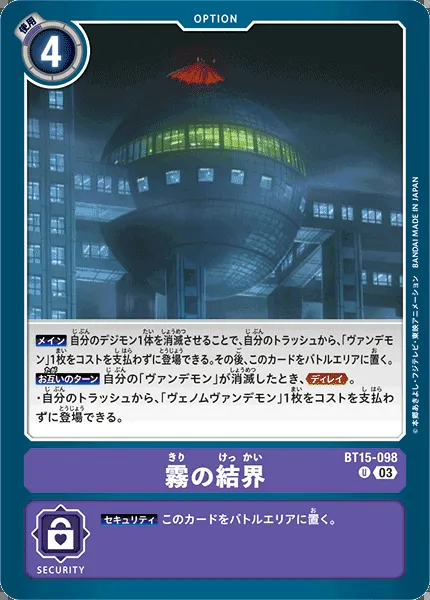 OPTION
使用
4
メイン 自分のデジモン1体を消滅させることで、自分のトラッシュから、「ヴァンデモ
ン」1枚をコストを支払わずに登場できる。その後、このカードをバトルエリアに置く。
お互いのターン 自分の「ヴァンデモン」が消滅したとき、ディレイ。
・自分のトラッシュから、「ヴェノムヴァンデモン」1枚をコストを支払わ
ずに登場できる。
©本郷あきよし・フジテレビ・東映アニメーション BANDAI MADE IN JAPAN
きり けっ かい
霧の結界
BT15-098
U 03
セキュリティ このカードをバトルエリアに置く。
SECURITY